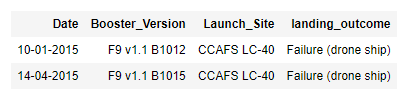 Date Booster_Version Launch_Site landing_outcome
10-01-2015 F9 v1.1 B1012 CCAFS LC-40 Failure (drone ship)
14-04-2015 F9 v1.1 B1015 CCAFS LC-40 Failure (drone ship)